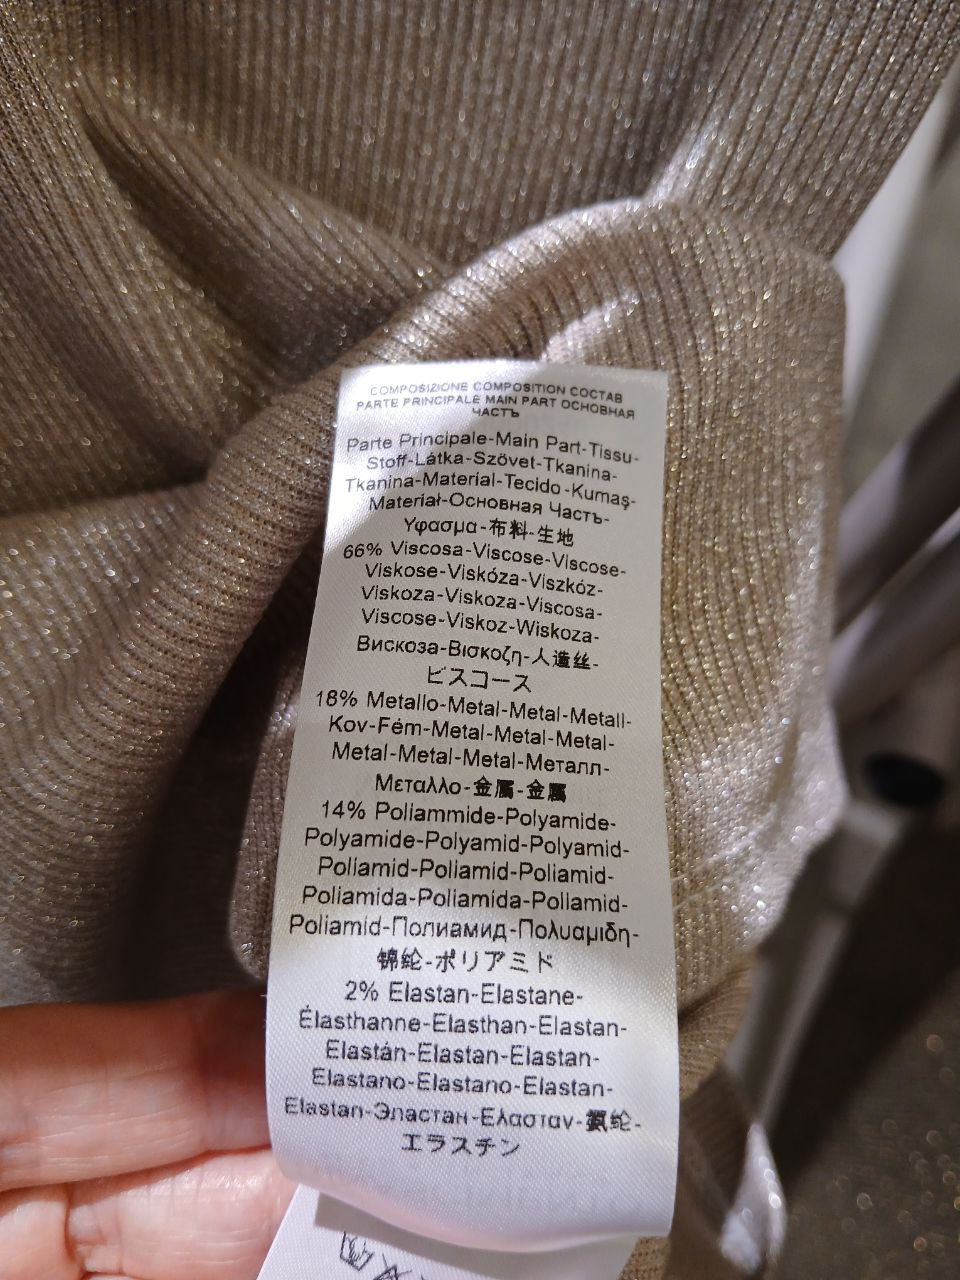 COMPOSIZIONE COMPOSITION СОСТАВ
PARTE PRINCIPALE MAIN PART ОСНОВНАЯ
ЧАСТЬ
Parte Principale-Main Part-Tissu-
Stoff-Látka-Szövet-Tkanina-
Tkanina-Material-Tecido-Kumaş-
Materiał-Основная Часть-
Υφασμα-布料-生地
66% Viscosa-Viscose-Viscose-
Viskose-Viskóza-Viszkóz-
Viskoza-Viskoza-Viscosa-
Viscose-Viskoz-Wiskoza-
Вискоза-Βισκοζη-人造丝-
ビスコース
18% Metallo-Metal-Metal-Metall-
Kov-Fém-Metal-Metal-Metal-
Metal-Metal-Metal-Металл-
Μεταλλο-金属-金属
14% Poliammide-Polyamide-
Polyamide-Polyamid-Polyamid-
Poliamid-Poliamid-Poliamid-
Poliamida-Poliamida-Poliamid-
Poliamid-Полиамид-Πολυαμιδη-
锦纶-ポリアミド
2% Elastan-Elastane-
Élasthanne-Elasthan-Elastan-
Elastán-Elastan-Elastan-
Elastano-Elastano-Elastan-
Elastan-Эластан-Ελασταν-氨纶-
エラスチン